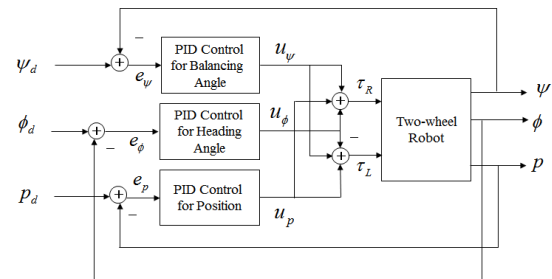 −
ψd
+
eψ
PID Control
for Balancing
Angle
uψ
τR
ψ
ϕd
+
−
eϕ
PID Control
for Heading
Angle
uϕ
+
−
Two-wheel
Robot
ϕ
+
τL
pd
+
−
ep
PID Control
for Position
up
p